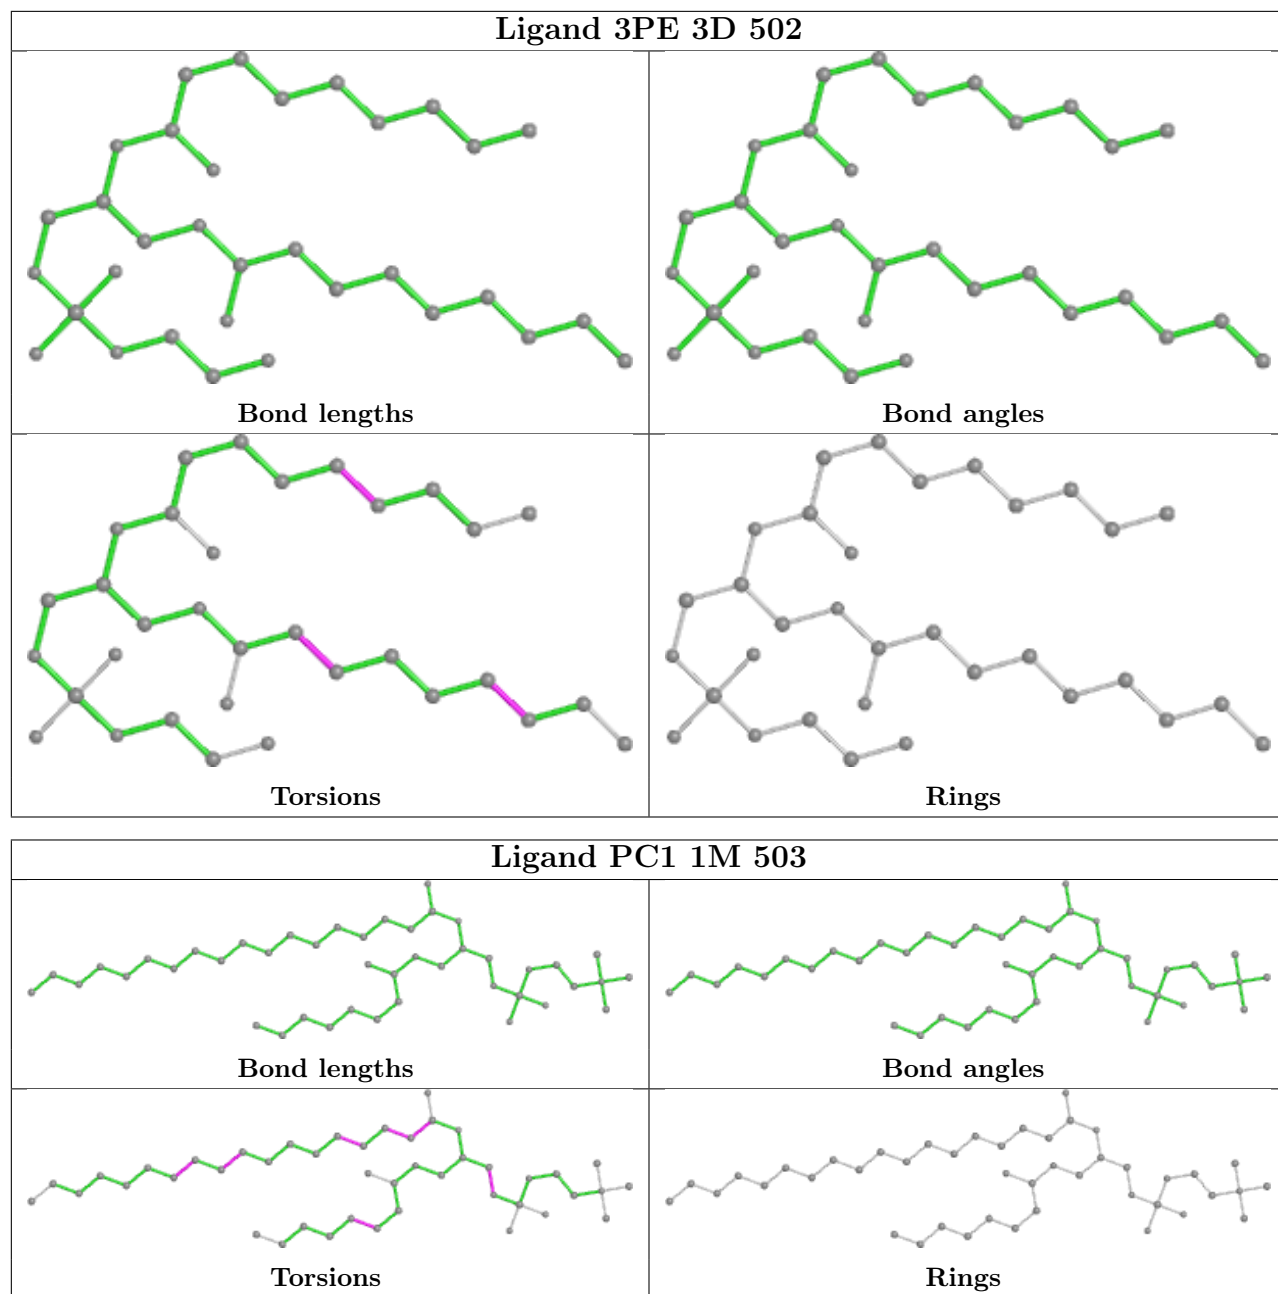 Ligand 3PE 3D 502
Bond lengths
Bond angles
Torsions
Rings
Ligand PC1 1M 503
Bond lengths
Bond angles
Torsions
Rings